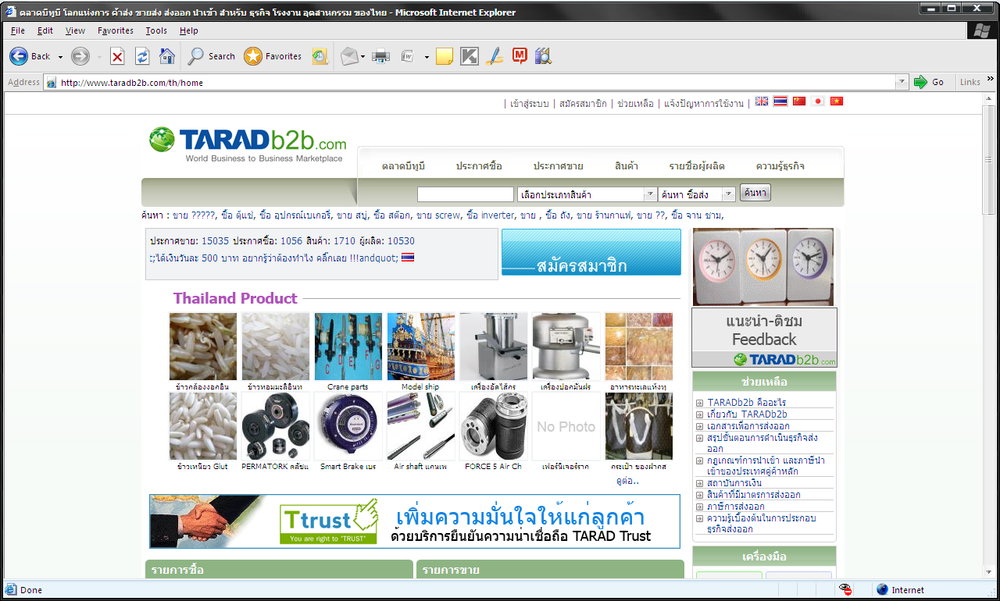 ตลาดบีทูบี โลกแห่งการ ค้าส่ง ขายส่ง ส่งออก นำเข้า สำหรับ ธุรกิจ โรงงาน อุตสาหกรรม ของไทย - Microsoft Internet Explorer
File Edit View Favorites Tools Help
Back Search Favorites
Address http://www.taradb2b.com/th/home Go Links »
| เข้าสู่ระบบ | สมัครสมาชิก | ช่วยเหลือ | แจ้งปัญหาการใช้งาน |
TARADb2b.com
World Business to Business Marketplace
ตลาดบีทูบี ประกาศซื้อ ประกาศขาย สินค้า รายชื่อผู้ผลิต ความรู้ธุรกิจ
เลือกประเภทสินค้า ค้นหา ซื้อส่ง ค้นหา
ค้นหา : ขาย ?????, ซื้อ ตุ้แช่, ซื้อ อุปกรณ์เบเกอรี่, ขาย สบู่, ซื้อ สต๊อก, ขาย screw, ซื้อ inverter, ขาย , ซื้อ ถัง, ขาย ร้านกาแฟ, ขาย ??, ซื้อ จาน ชาม,
ประกาศขาย: 15035 ประกาศซื้อ: 1056 สินค้า: 1710 ผู้ผลิต: 10530
t;ได้เงินวันละ 500 บาท อยากรู้ว่าต้องทำไง คลิ๊กเลย !!!andquot;
สมัครสมาชิก
Thailand Product
ข้าวกล้องงอกอิน ข้าวหอมมะลิอินท Crane parts Model ship เครื่องอัดไส้กร เครื่องปอกมันฝร อาหารทะเลแห้งทุ
No Photo
ข้าวเหนียว Glut PERMATORK คลัชแ Smart Brake เบร Air shaft แกนเพ FORCE 5 Air Ch เฟอร์นิเจอร์ราค กระเป๋า ของฝากส
ดูต่อ..
Ttrust
You are right to "TRUST"
เพิ่มความมั่นใจให้แก่ลูกค้า
ด้วยบริการยืนยันความน่าเชื่อถือ TARAD Trust
รายการซื้อ รายการขาย
แนะนำ-ติชม
Feedback
TARADb2b.com
ช่วยเหลือ
TARADb2b คืออะไร
เกี่ยวกับ TARADb2b
เอกสารเพื่อการส่งออก
สรุปขั้นตอนการดำเนินธุรกิจส่ง
ออก
กฎเกณฑ์การนำเข้า และภาษีนำ
เข้าของประเทศคู่ค้าหลัก
สถาบันการเงิน
สินค้าที่มีมาตรการส่งออก
ภาษีการส่งออก
ความรู้เบื้องต้นในการประกอบ
ธุรกิจส่งออก
เครื่องมือ
Done Internet